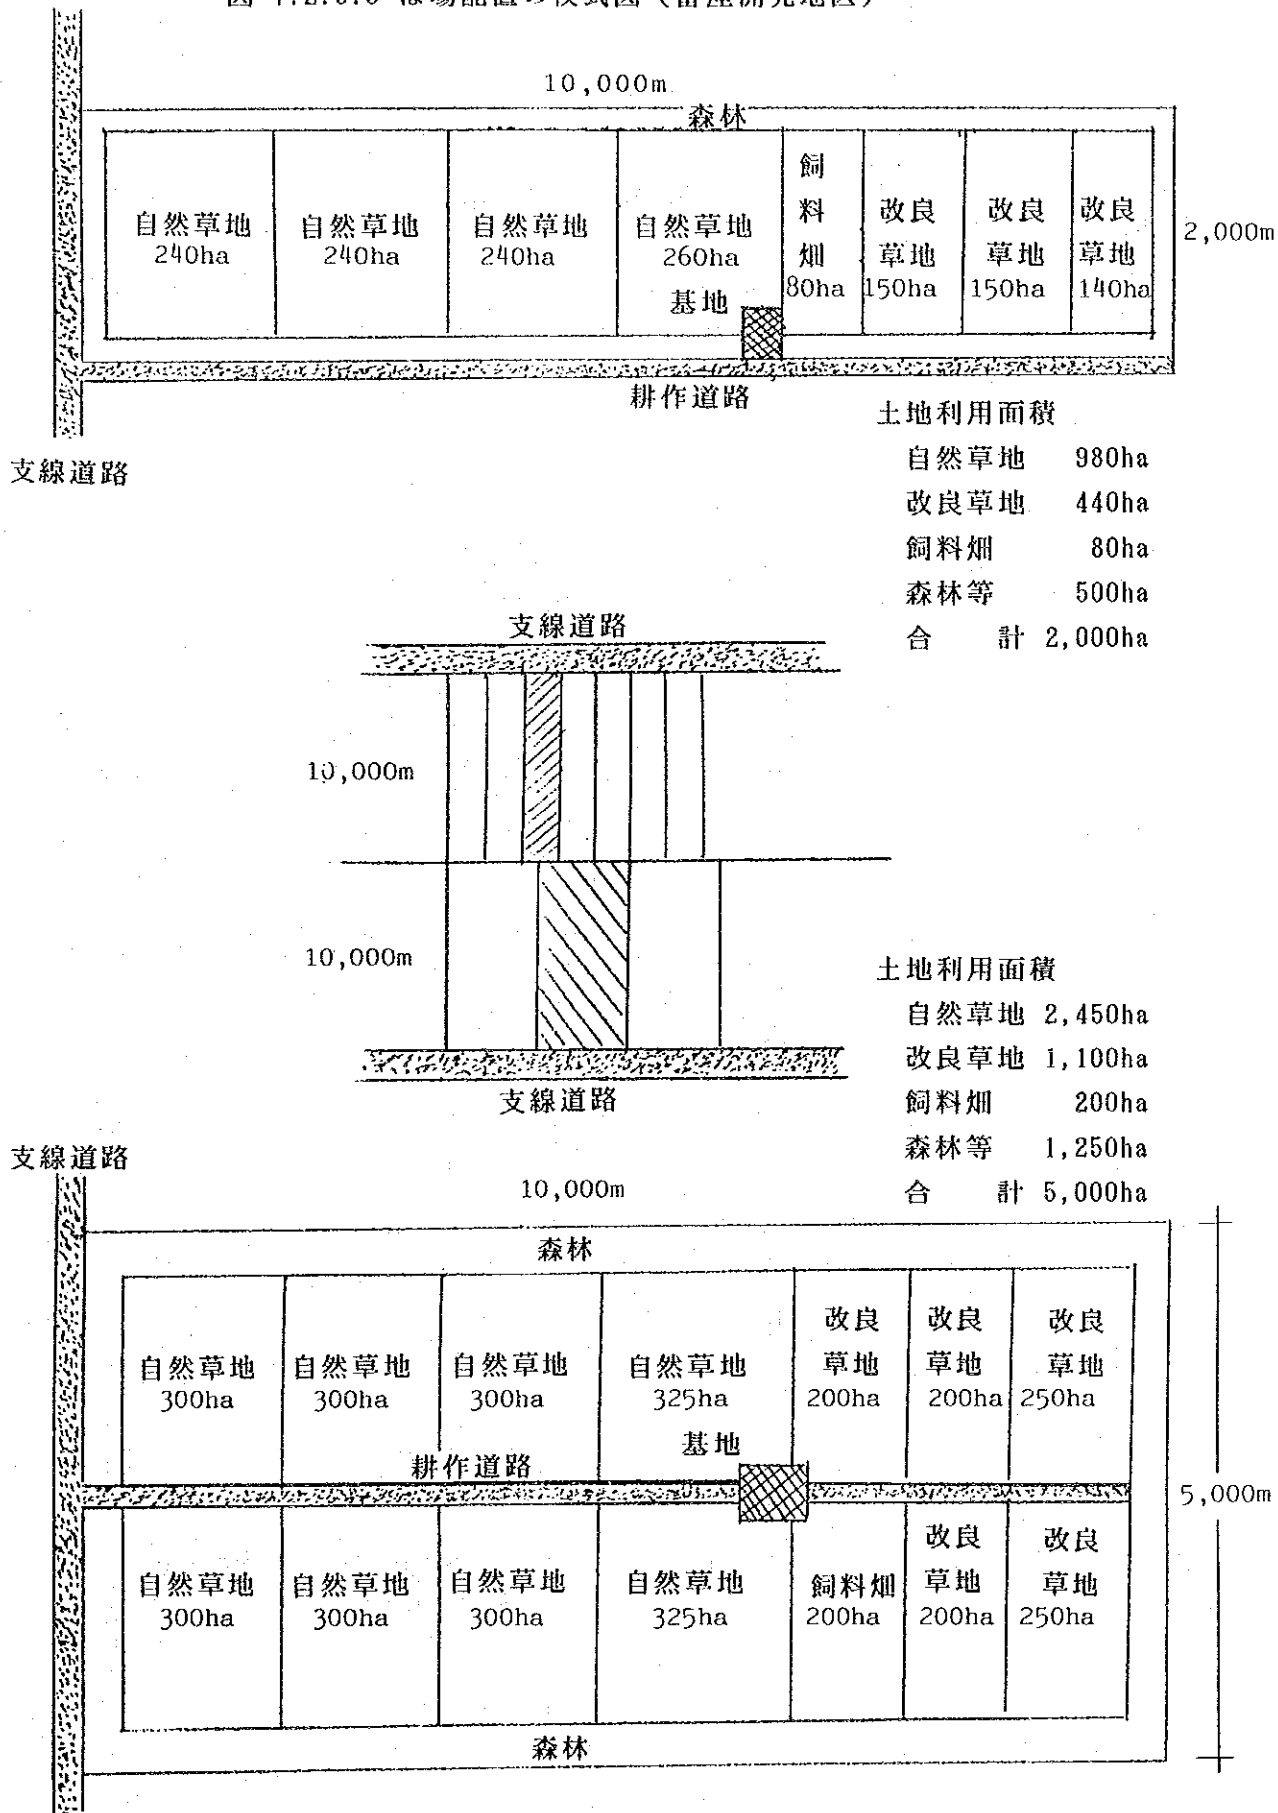 10,000m
森林
自然草地
240ha
自然草地
240ha
自然草地
240ha
自然草地
260ha
基地
飼料畑
80ha
改良
草地
150ha
改良
草地
150ha
改良
草地
140ha
2,000m
耕作道路
支線道路
土地利用面積
自然草地 980ha
改良草地 440ha
飼料畑 80ha
森林等 500ha
合 計 2,000ha
支線道路
10,000m
10,000m
支線道路
土地利用面積
自然草地 2,450ha
改良草地 1,100ha
飼料畑 200ha
森林等 1,250ha
合 計 5,000ha
支線道路
10,000m
森林
自然草地
300ha
自然草地
300ha
自然草地
300ha
自然草地
325ha
改良
草地
200ha
改良
草地
200ha
改良
草地
250ha
基地
耕作道路
5,000m
自然草地
300ha
自然草地
300ha
自然草地
300ha
自然草地
325ha
飼料畑
200ha
改良
草地
200ha
改良
草地
250ha
森林